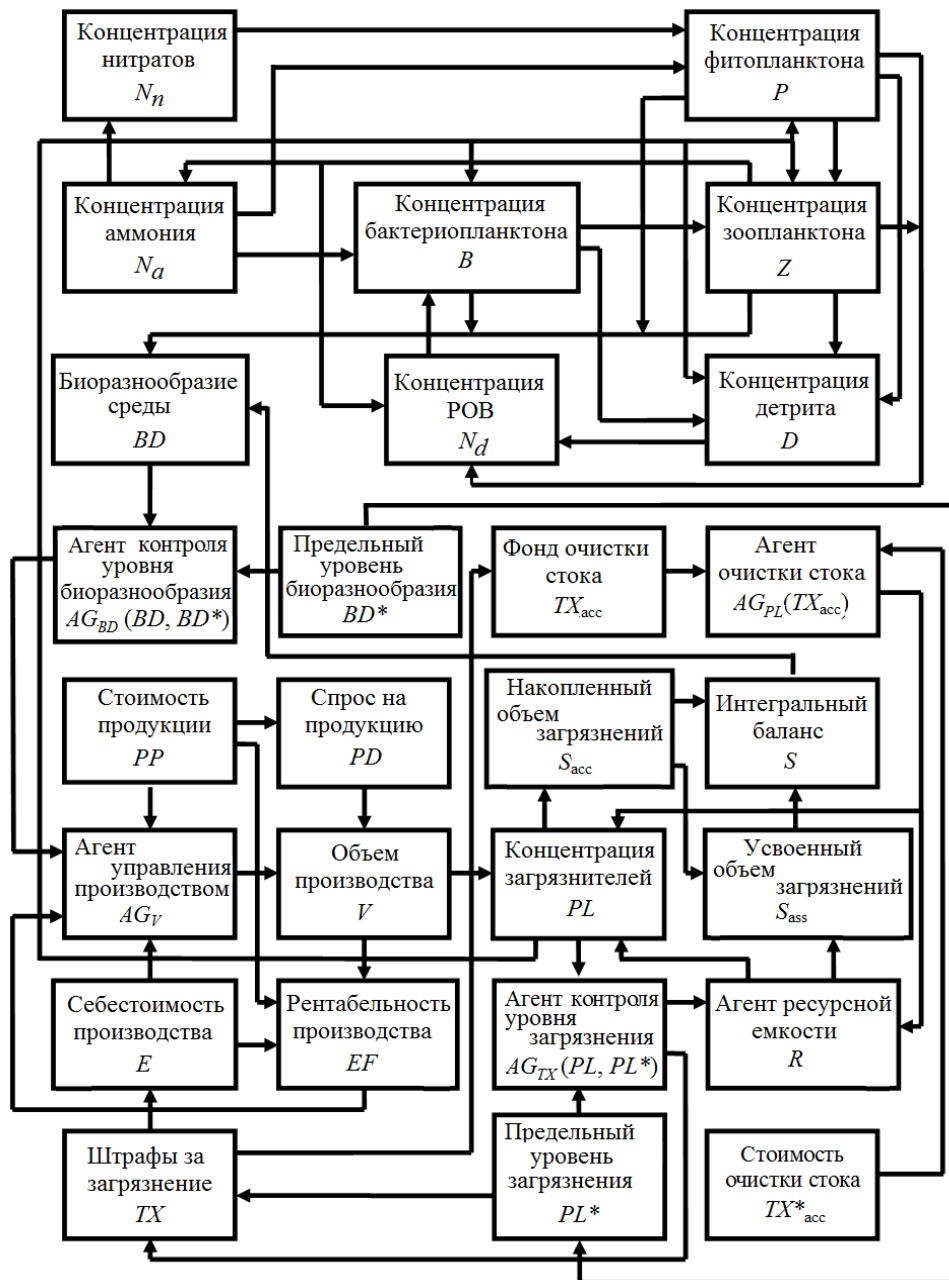 Концентрация
нитратов
Nn
Концентрация
фитопланктона
P
Концентрация
аммония
Na
Концентрация
бактериопланктона
B
Концентрация
зоопланктона
Z
Биоразнообразие
среды
BD
Концентрация
РОВ
Nd
Концентрация
детрита
D
Агент контроля
уровня
биоразнообразия
AG_BD (BD, BD*)
Предельный
уровень
биоразнообразия
BD*
Фонд очистки
стока
TXacc
Агент
очистки стока
AG_PL(TXacc)
Стоимость
продукции
PP
Спрос на
продукцию
PD
Накопленный
объем
загрязнений
Sacc
Интегральный
баланс
S
Агент
управления
производством
AG_V
Объем
производства
V
Концентрация
загрязнителей
PL
Усвоенный
объем
загрязнений
Sass
Себестоимость
производства
E
Рентабельность
производства
EF
Агент контроля
уровня
загрязнения
AG_TX (PL, PL*)
Агент ресурсной
емкости
R
Штрафы за
загрязнение
TX
Предельный
уровень
загрязнения
PL*
Стоимость
очистки стока
TX*acc